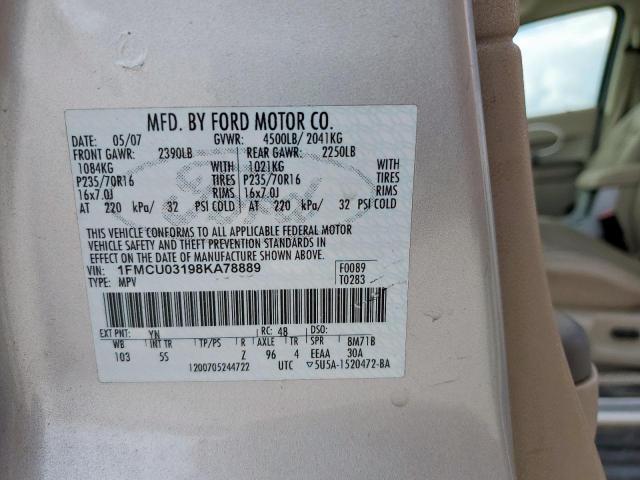 MFD. BY FORD MOTOR CO.
DATE: 05/07 GVWR: 4500LB/ 2041KG
FRONT GAWR: 2390LB REAR GAWR: 2250LB
1084KG WITH 1021KG WITH
P235/70R16 TIRES P235/70R16 TIRES
16x7.0J RIMS 16x7.0J RIMS
AT 220 kPa/ 32 PSI COLD AT 220 kPa/ 32 PSI COLD
THIS VEHICLE CONFORMS TO ALL APPLICABLE FEDERAL MOTOR
VEHICLE SAFETY AND THEFT PREVENTION STANDARDS IN
EFFECT ON THE DATE OF MANUFACTURE SHOWN ABOVE.
VIN: 1FMCU03198KA78889 F0089
TYPE: MPV T0283
EXT PNT: YN RC: 48 DSO:
WB INT TR TP/PS R AXLE TR SPR BM71B
103 55 Z 96 4 EEAA 30A
1200705244722 UTC ▽5U5A-1520472-BA